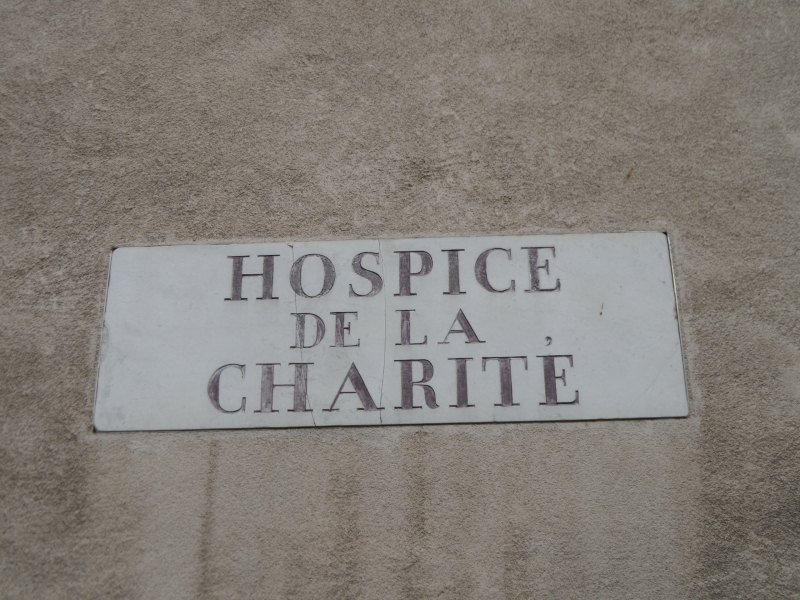 HOSPICE
DE LA
CHARITÉ